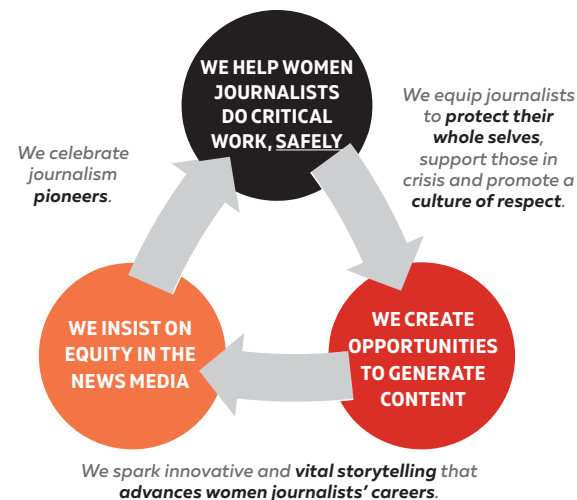 WE HELP WOMEN
JOURNALISTS
DO CRITICAL
WORK, SAFELY
We equip journalists
to protect their
whole selves,
support those in
crisis and promote a
culture of respect.
We celebrate
journalism
pioneers.
WE INSIST ON
EQUITY IN THE
NEWS MEDIA
WE CREATE
OPPORTUNITIES
TO GENERATE
CONTENT
We spark innovative and vital storytelling that
advances women journalists’ careers.